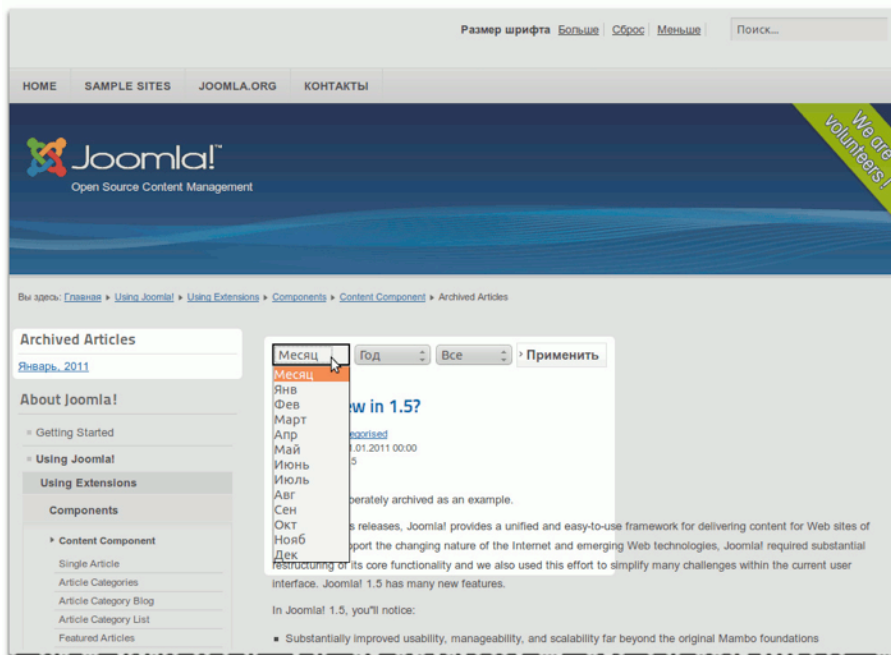 Размер шрифта Больше Сброс Меньше Поиск...
HOME SAMPLE SITES JOOMLA.ORG КОНТАКТЫ
We are volunteers!
Joomla!™
Open Source Content Management
Вы здесь: Главная ▸ Using Joomla! ▸ Using Extensions ▸ Components ▸ Content Component ▸ Archived Articles
Archived Articles
Январь, 2011
About Joomla!
Getting Started
Using Joomla!
Using Extensions
Components
Content Component
Single Article
Article Categories
Article Category Blog
Article Category List
Featured Articles
Месяц Год Все Применить
Месяц
Янв
Фев
Март
Апр
Май
Июнь
Июль
Авг
Сен
Окт
Нояб
Дек
in 1.5?
.01.2011 00:00
5
archived as an example.
releases, Joomla! provides a unified and easy-to-use framework for delivering content for Web sites of
the changing nature of the Internet and emerging Web technologies, Joomla! required substantial
restructuring of its core functionality and we also used this effort to simplify many challenges within the current user
interface. Joomla! 1.5 has many new features.
In Joomla! 1.5, you"ll notice:
Substantially improved usability, manageability, and scalability far beyond the original Mambo foundations